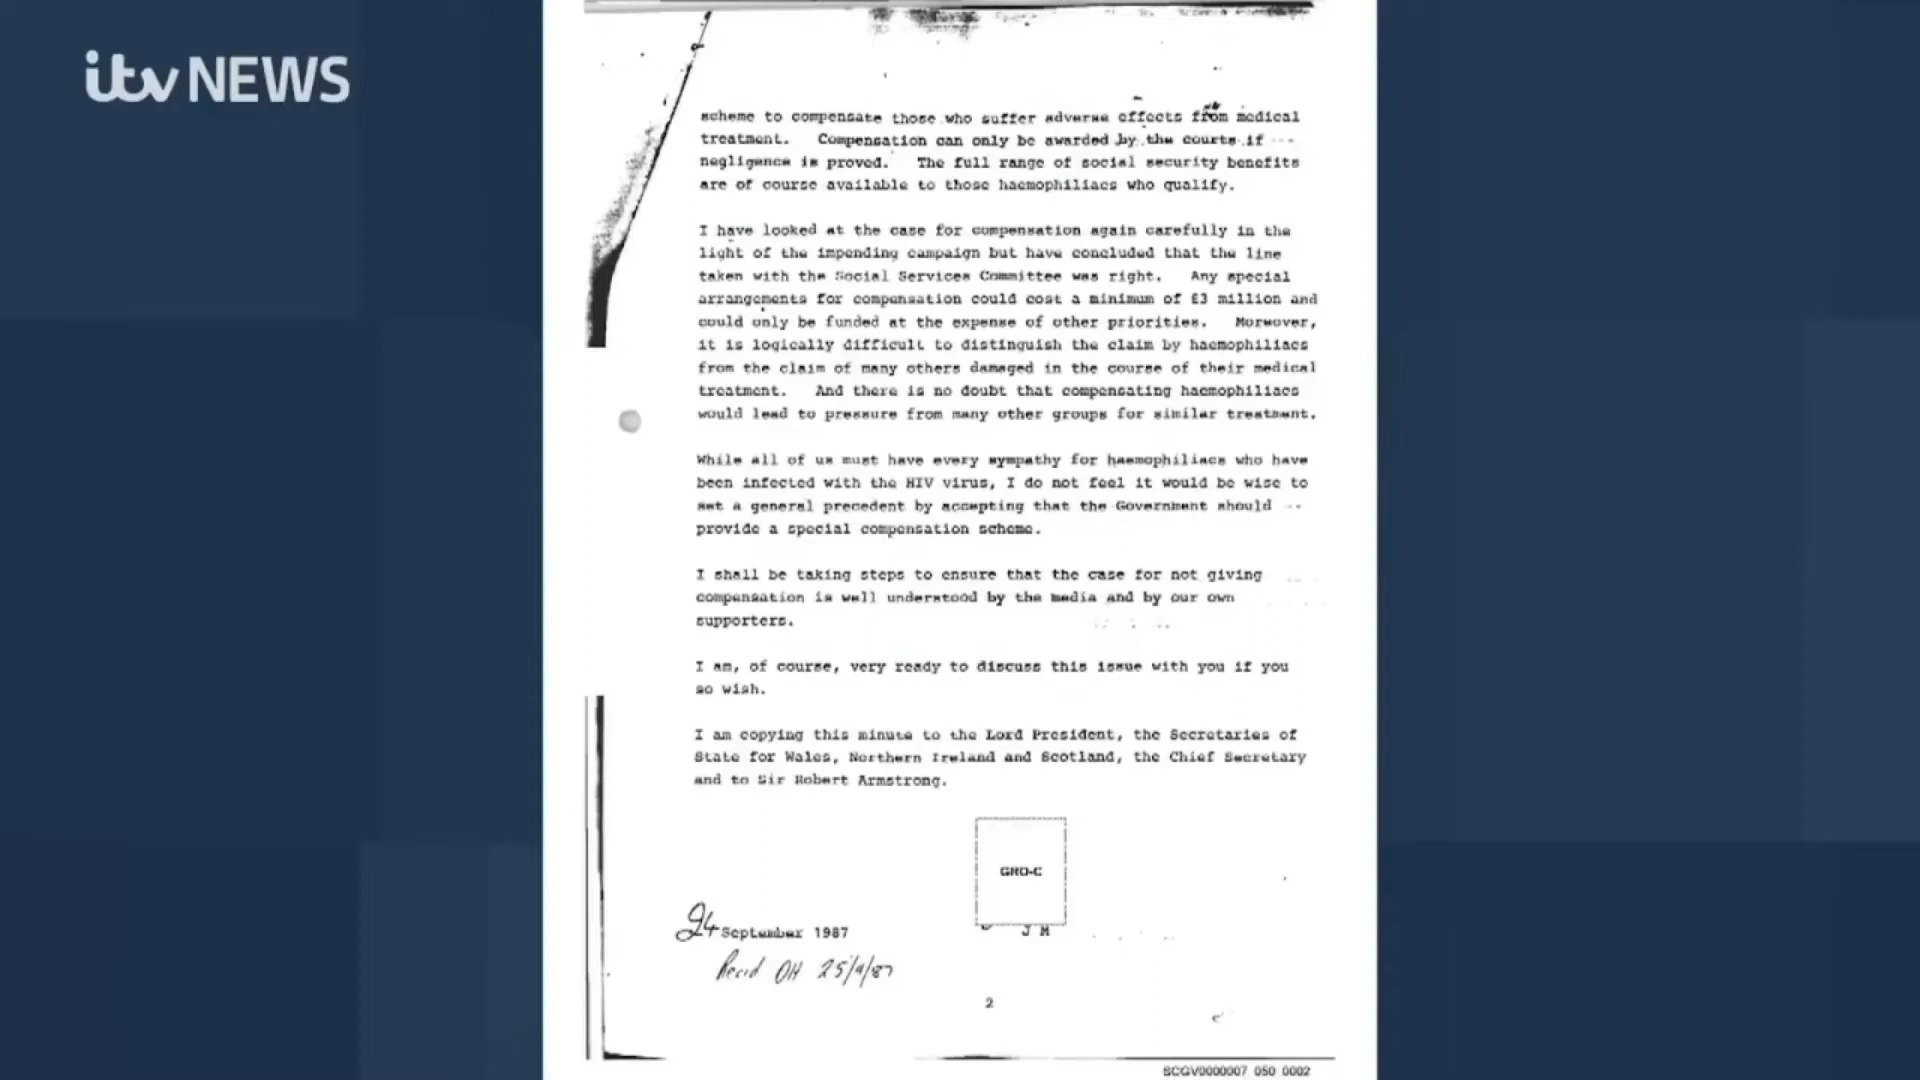 itv NEWS
scheme to compensate those who suffer adverse effects from medical
treatment. Compensation can only be awarded by the courts if
negligence is proved. The full range of social security benefits
are of course available to those haemophiliacs who qualify.
I have looked at the case for compensation again carefully in the
light of the impending campaign but have concluded that the line
taken with the Social Services Committee was right. Any special
arrangements for compensation could cost a minimum of £3 million and
could only be funded at the expense of other priorities. Moreover,
it is logically difficult to distinguish the claim by haemophiliacs
from the claim of many others damaged in the course of their medical
treatment. And there is no doubt that compensating haemophiliacs
would lead to pressure from many other groups for similar treatment.
While all of us must have every sympathy for haemophiliacs who have
been infected with the HIV virus, I do not feel it would be wise to
set a general precedent by accepting that the Government should
provide a special compensation scheme.
I shall be taking steps to ensure that the case for not giving
compensation is well understood by the media and by our own
supporters.
I am, of course, very ready to discuss this issue with you if you
so wish.
I am copying this minute to the Lord President, the Secretaries of
State for Wales, Northern Ireland and Scotland, the Chief Secretary
and to Sir Robert Armstrong.
GRO-C
24 September 1987
J M
Recd OH 25/9/87
2
SCGV0000007_050_0002